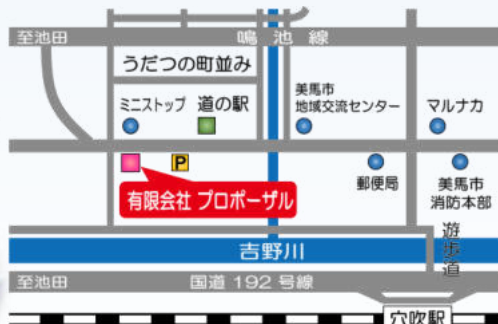 至池田
鳴池線
うだつの町並み
ミニストップ
道の駅
美馬市
地域交流センター
マルナカ
P
有限会社 プロポーザル
郵便局
美馬市
消防本部
吉野川
遊歩道
至池田
国道 192 号線
穴吹駅